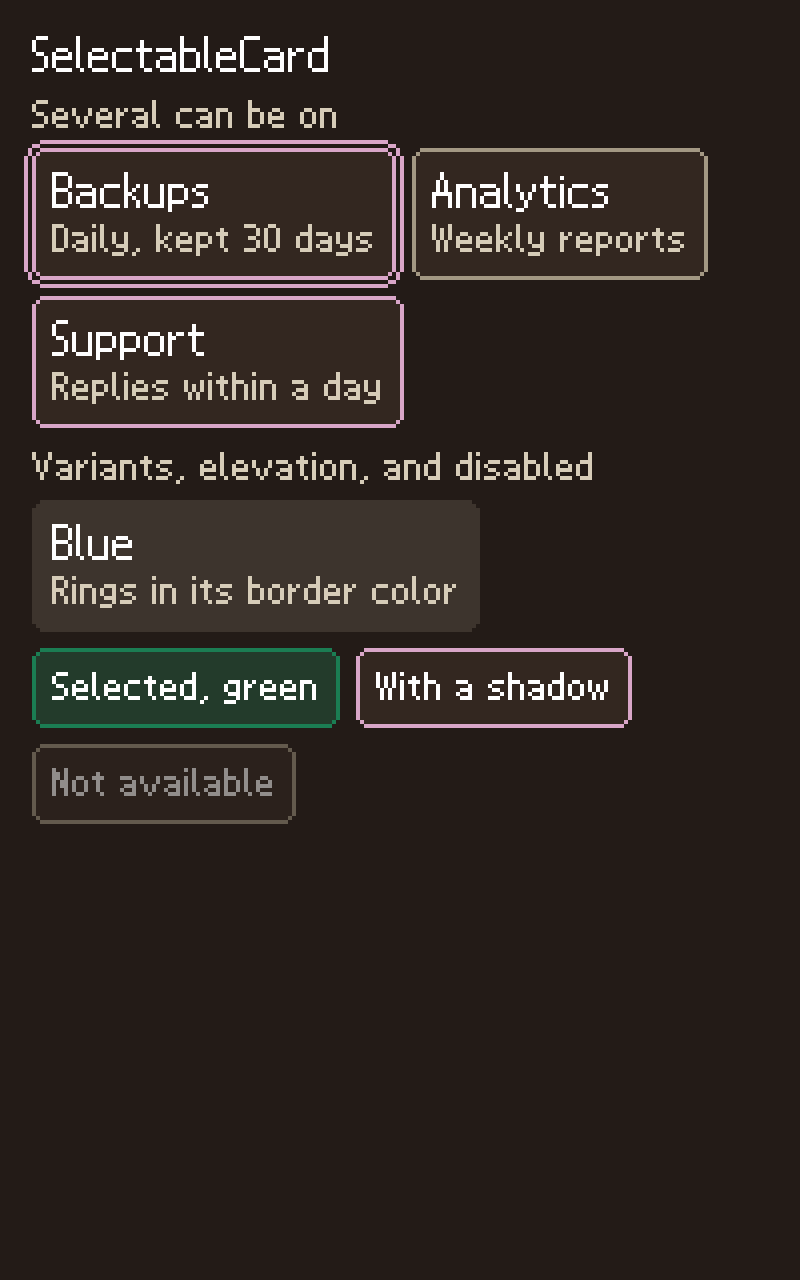 SelectableCard
Several can be on
Backups
Daily, kept 30 days
Analytics
Weekly reports
Support
Replies within a day
Variants, elevation, and disabled
Blue
Rings in its border color
Selected, green
With a shadow
Not available